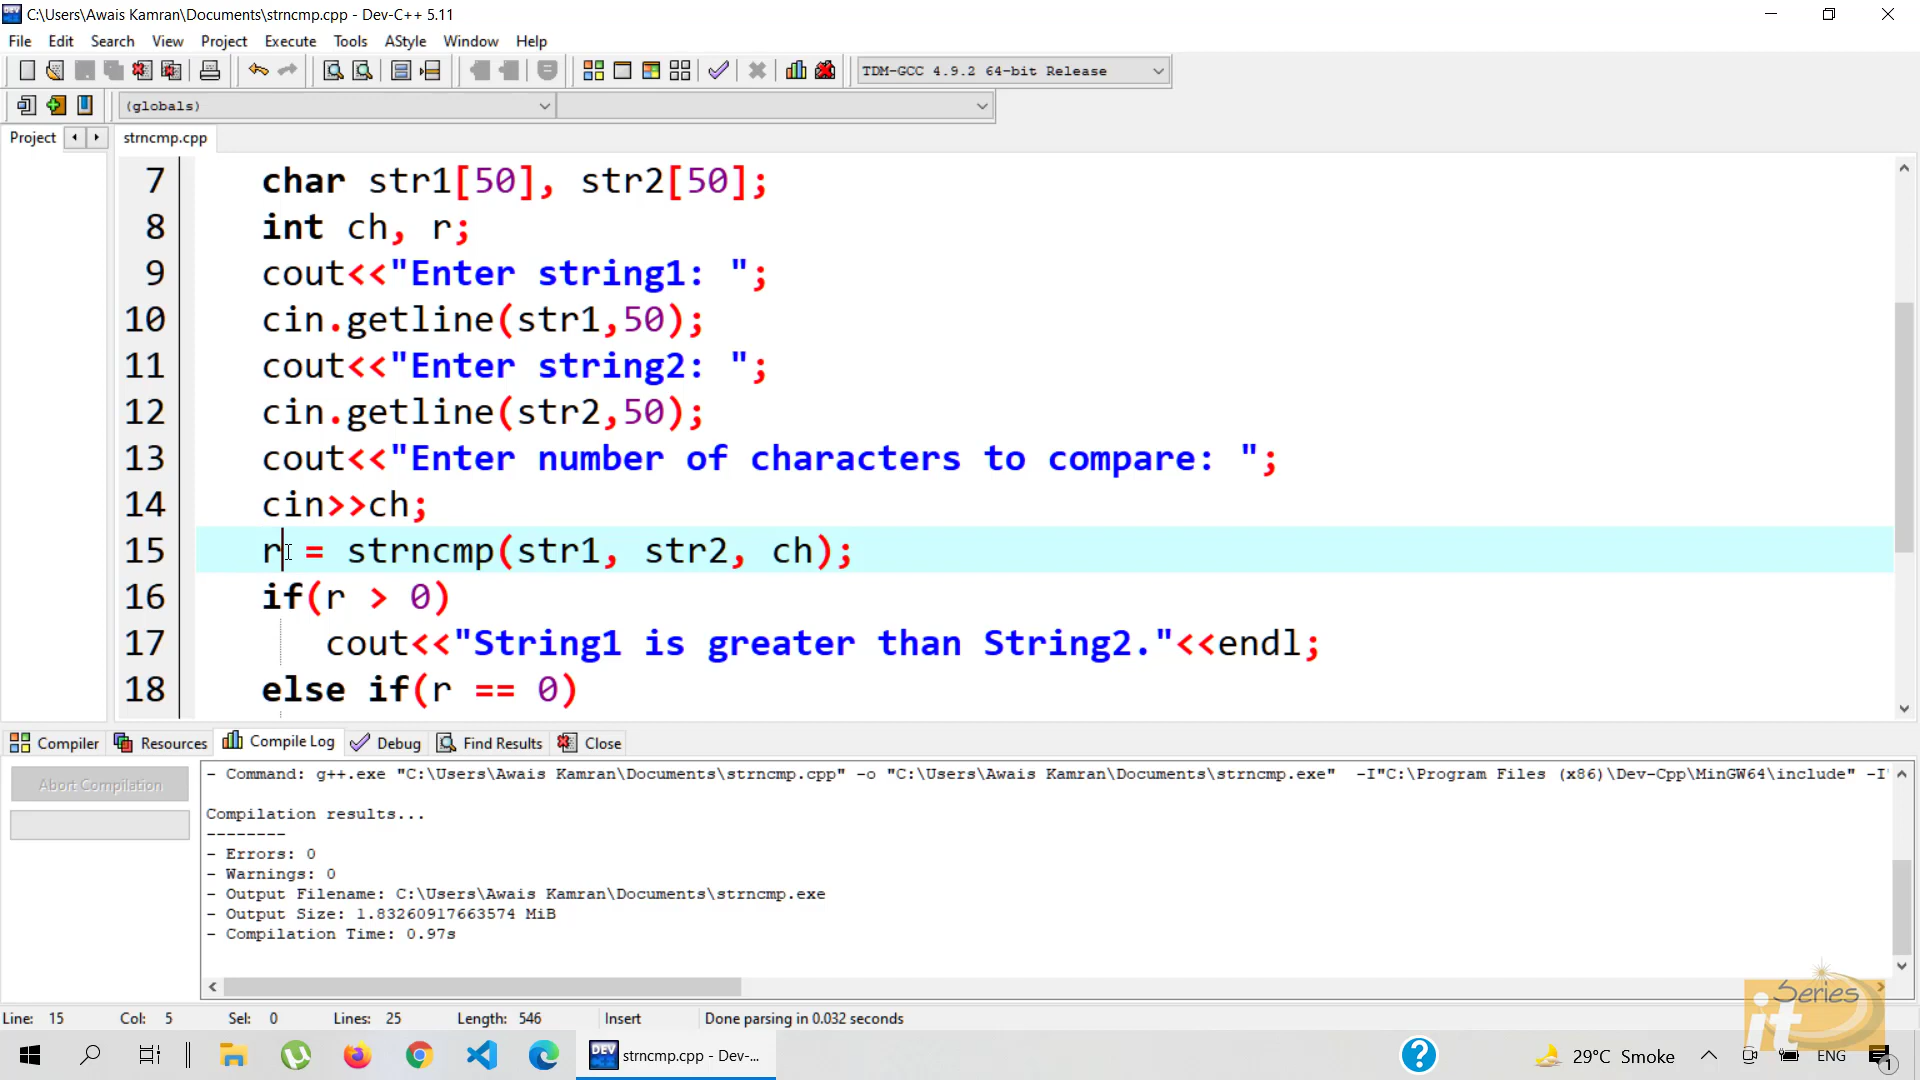 C:\Users\Awais Kamran\Documents\strncmp.cpp - Dev-C++ 5.11
File Edit Search View Project Execute Tools AStyle Window Help
TDM-GCC 4.9.2 64-bit Release
(globals)
Project strncmp.cpp
7 char str1[50], str2[50];
8 int ch, r;
9 cout<<"Enter string1: ";
10 cin.getline(str1,50);
11 cout<<"Enter string2: ";
12 cin.getline(str2,50);
13 cout<<"Enter number of characters to compare: ";
14 cin>>ch;
15 r = strncmp(str1, str2, ch);
16 if(r > 0)
17 cout<<"String1 is greater than String2."<<endl;
18 else if(r == 0)
Compiler Resources Compile Log Debug Find Results Close
Abort Compilation
- Command: g++.exe "C:\Users\Awais Kamran\Documents\strncmp.cpp" -o "C:\Users\Awais Kamran\Documents\strncmp.exe" -I"C:\Program Files (x86)\Dev-Cpp\MinGW64\include" -I
Compilation results...
--------
- Errors: 0
- Warnings: 0
- Output Filename: C:\Users\Awais Kamran\Documents\strncmp.exe
- Output Size: 1.83260917663574 MiB
- Compilation Time: 0.97s
Series
it
Line: 15 Col: 5 Sel: 0 Lines: 25 Length: 546 Insert Done parsing in 0.032 seconds
DEV strncmp.cpp - Dev-... ? 29°C Smoke ENG 1